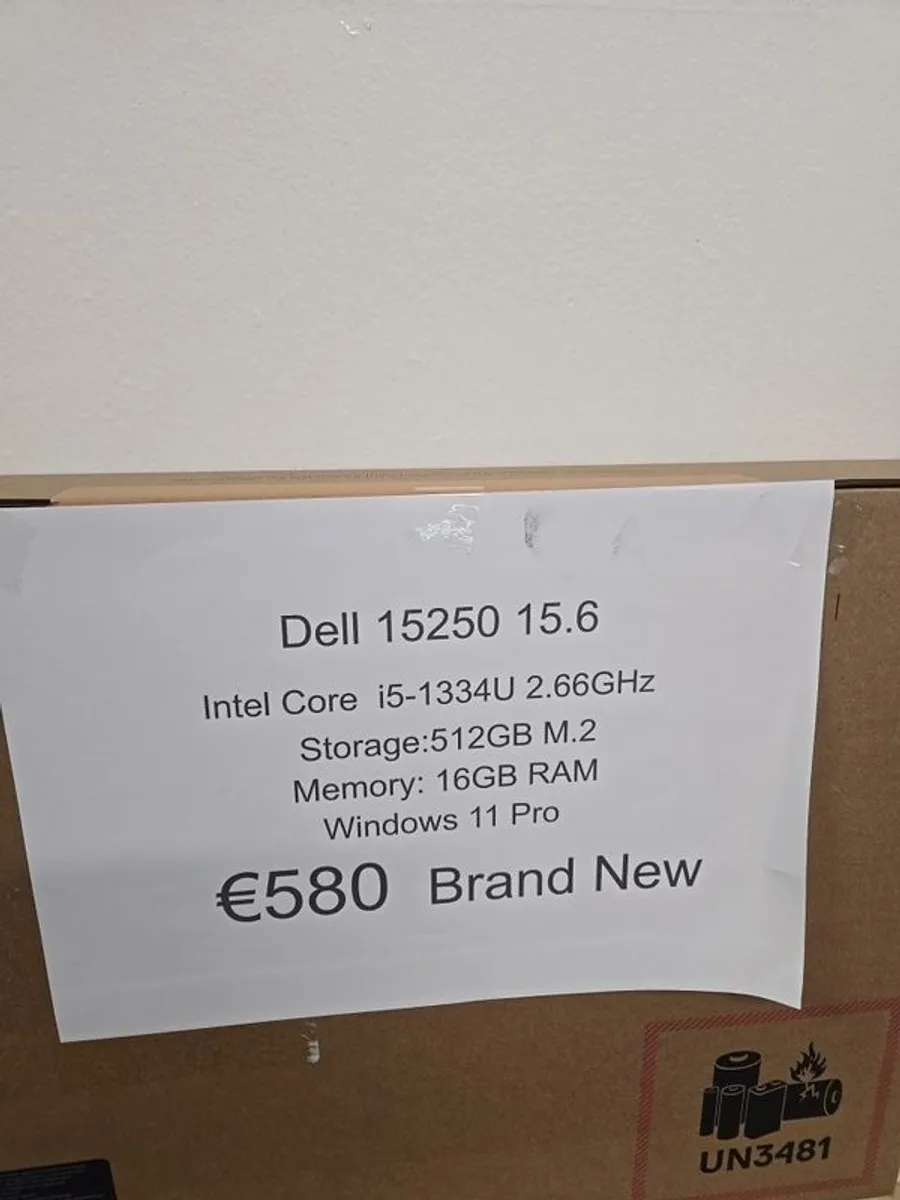 Dell 15250 15.6
Intel Core i5-1334U 2.66GHz
Storage:512GB M.2
Memory: 16GB RAM
Windows 11 Pro
€580 Brand New
UN3481